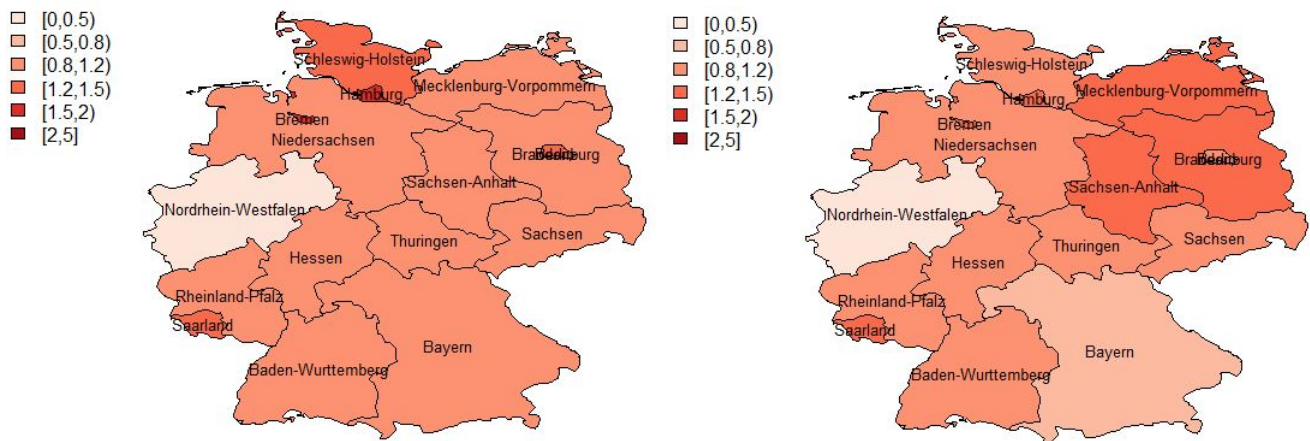 [0,0.5)
[0.5,0.8)
[0.8,1.2)
[1.2,1.5)
[1.5,2)
[2,5]
Schleswig-Holstein
Mecklenburg-Vorpommern
Hamburg
Bremen
Niedersachsen
Brandenburg
Berlin
Sachsen-Anhalt
Nordrhein-Westfalen
Sachsen
Thuringen
Hessen
Rheinland-Pfalz
Saarland
Bayern
Baden-Wurttemberg
[0,0.5)
[0.5,0.8)
[0.8,1.2)
[1.2,1.5)
[1.5,2)
[2,5]
Schleswig-Holstein
Mecklenburg-Vorpommern
Hamburg
Bremen
Niedersachsen
Brandenburg
Berlin
Sachsen-Anhalt
Nordrhein-Westfalen
Sachsen
Thuringen
Hessen
Rheinland-Pfalz
Saarland
Bayern
Baden-Wurttemberg